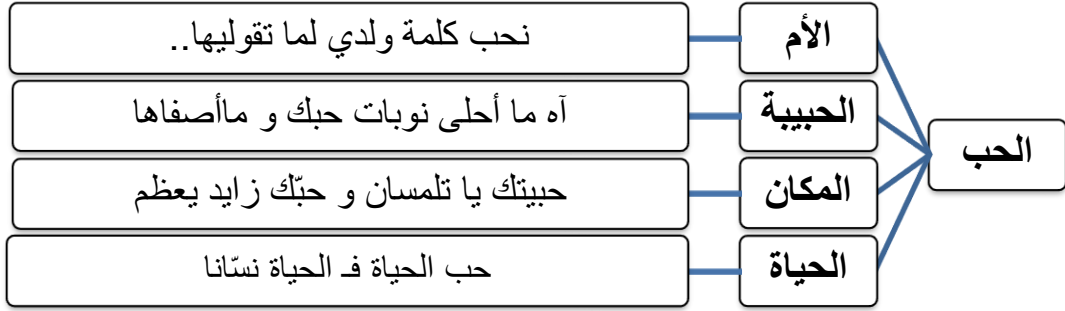 الحب
الأم
نحب كلمة ولدي لما تقوليها..
الحبيبة
آه ما أحلى نوبات حبك و ماأصفاها
المكان
حبيتك يا تلمسان و حبّك زايد يعظم
الحياة
حب الحياة فـ الحياة نسّانا